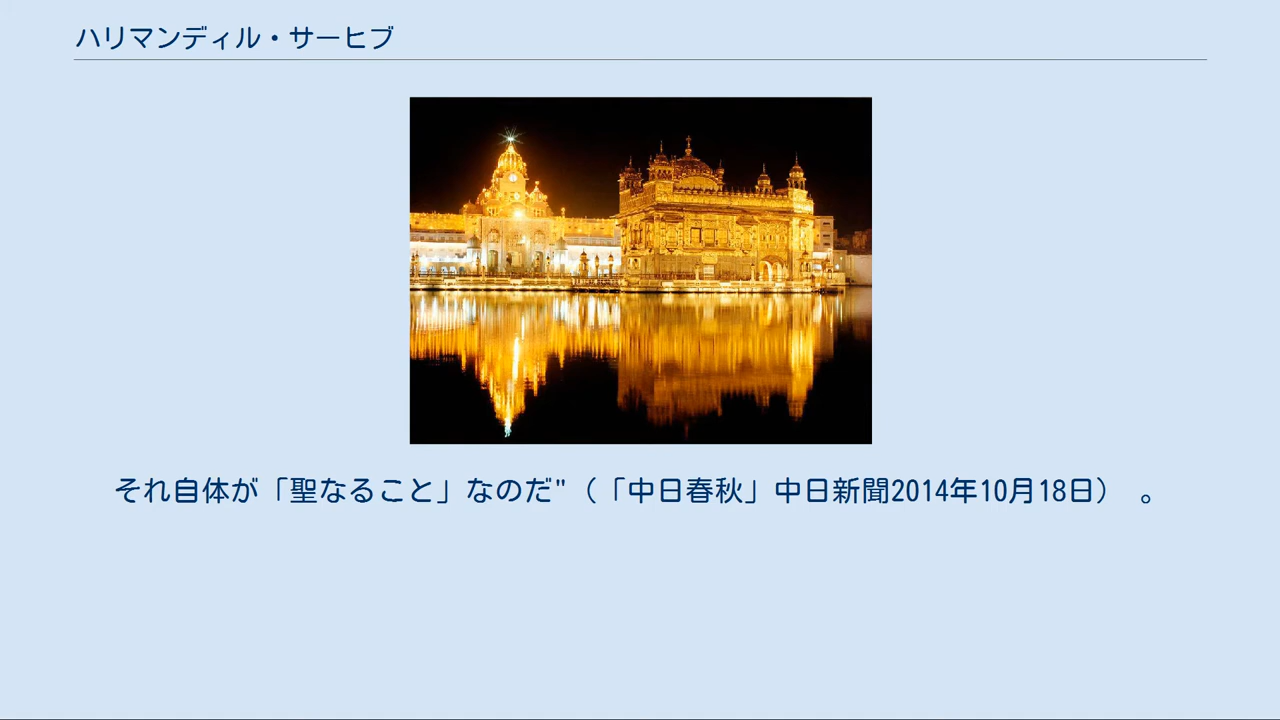 ハリマンディル・サーヒブ
それ自体が「聖なること」なのだ"（「中日春秋」中日新聞2014年10月18日） 。